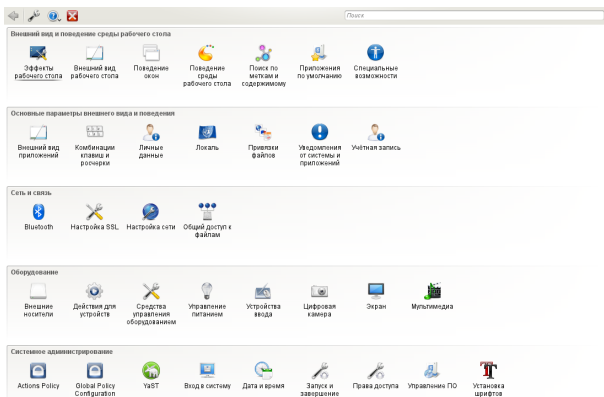 Поиск
Внешний вид и поведение среды рабочего стола
Эффекты рабочего стола
Внешний вид рабочего стола
Поведение окон
Поведение среды рабочего стола
Поиск по меткам и содержимому
Приложения по умолчанию
Специальные возможности
Основные параметры внешнего вида и поведения
Внешний вид приложений
Комбинации клавиш и росчерки
Личные данные
Локаль
Привязки файлов
Уведомления от системы и приложений
Учётная запись
Сеть и связь
Bluetooth
Настройка SSL
Настройка сети
Общий доступ к файлам
Оборудование
Внешние носители
Действия для устройств
Средства управления оборудованием
Управление питанием
Устройства ввода
Цифровая камера
Экран
Мультимедиа
Системное администрирование
Actions Policy
Global Policy Configuration
YaST
Вход в систему
Дата и время
Запуск и завершение
Права доступа
Управление ПО
Установка шрифтов